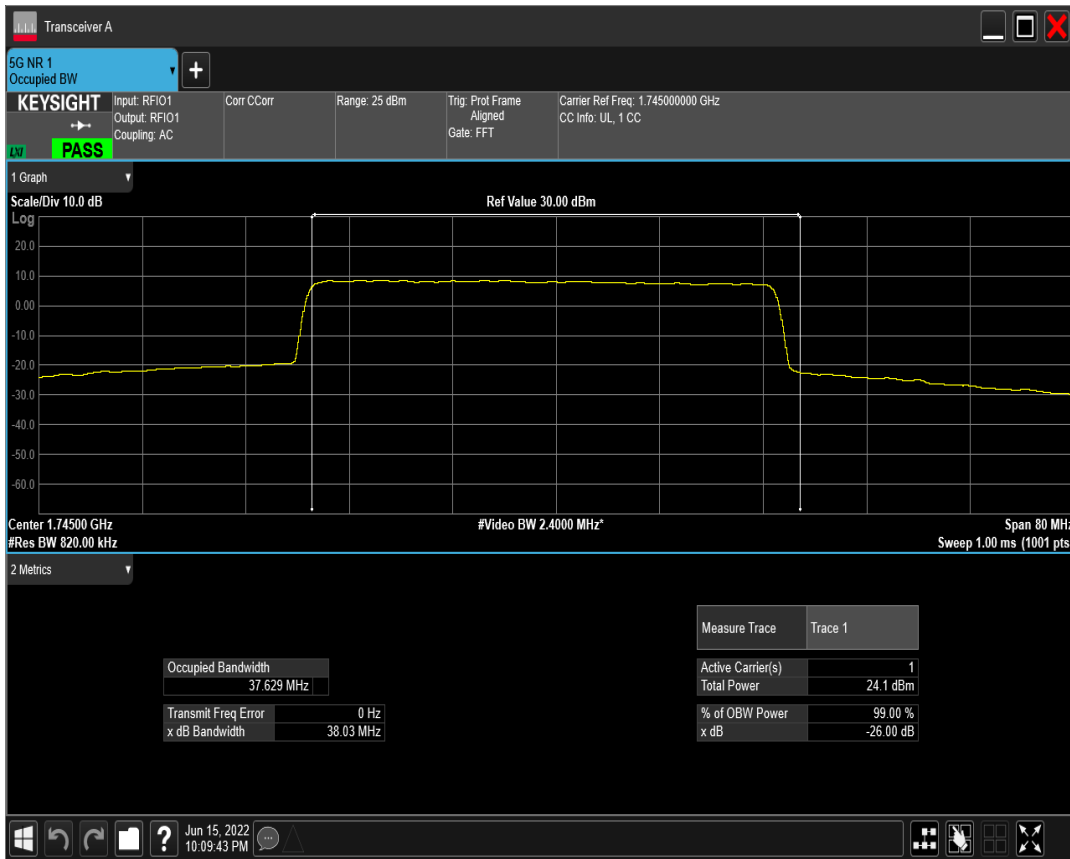 Transceiver A
5G NR 1
Occupied BW
KEYSIGHT
LXI
PASS
Input: RFIO1
Output: RFIO1
Coupling: AC
Corr CCorr
Range: 25 dBm
Trig: Prot Frame
Aligned
Gate: FFT
Carrier Ref Freq: 1.745000000 GHz
CC Info: UL, 1 CC
1 Graph
Scale/Div 10.0 dB
Ref Value 30.00 dBm
Log
20.0
10.0
0.00
-10.0
-20.0
-30.0
-40.0
-50.0
-60.0
Center 1.74500 GHz
#Video BW 2.4000 MHz*
Span 80 MHz
#Res BW 820.00 kHz
Sweep 1.00 ms (1001 pts
2 Metrics
Measure Trace
Trace 1
Occupied Bandwidth
37.629 MHz
Active Carrier(s)
1
Total Power
24.1 dBm
Transmit Freq Error
0 Hz
x dB Bandwidth
38.03 MHz
% of OBW Power
99.00 %
x dB
-26.00 dB
?
Jun 15, 2022
10:09:43 PM